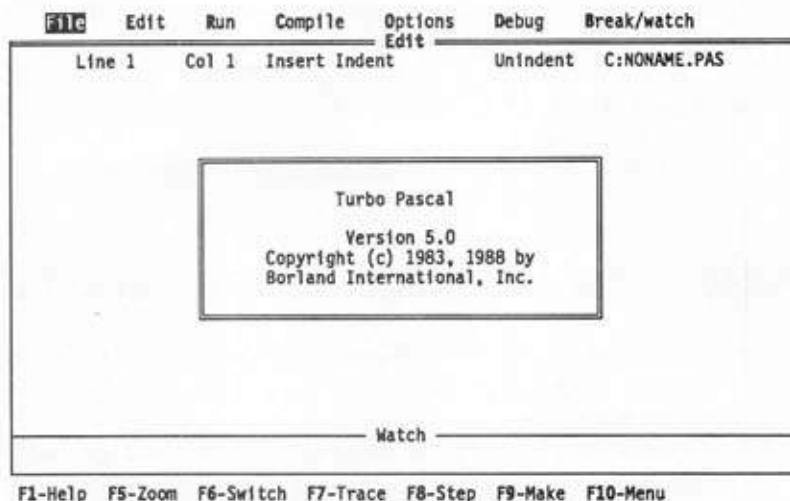 File Edit Run Compile Options Debug Break/watch
Edit
Line 1 Col 1 Insert Indent Unindent C:NONAME.PAS
Turbo Pascal
Version 5.0
Copyright (c) 1983, 1988 by
Borland International, Inc.
Watch
F1-Help F5-Zoom F6-Switch F7-Trace F8-Step F9-Make F10-Menu